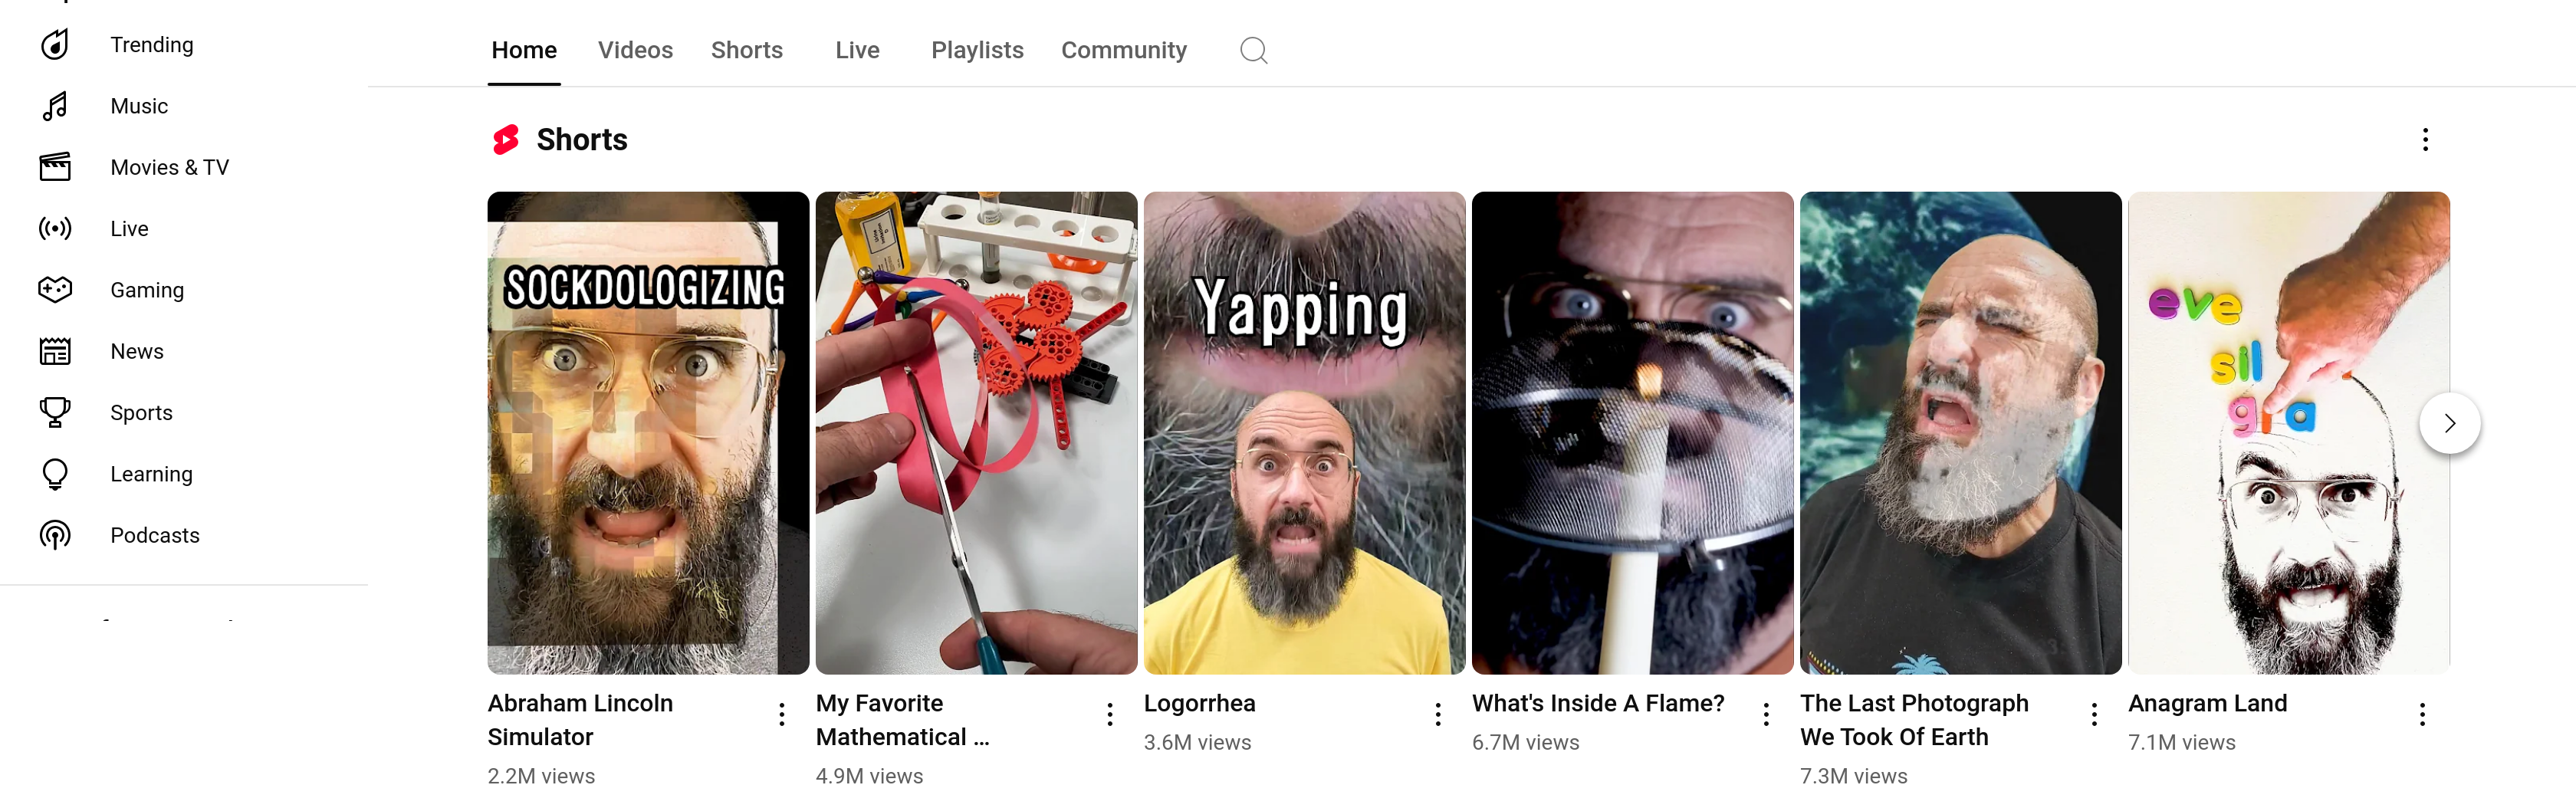 Trending
Music
Movies & TV
Live
Gaming
News
Sports
Learning
Podcasts
Home Videos Shorts Live Playlists Community
Shorts
SOCKDOLOGIZING
Yapping
eve
sil
gra
Abraham Lincoln
Simulator
2.2M views
My Favorite
Mathematical ...
4.9M views
Logorrhea
3.6M views
What's Inside A Flame?
6.7M views
The Last Photograph
We Took Of Earth
7.3M views
Anagram Land
7.1M views